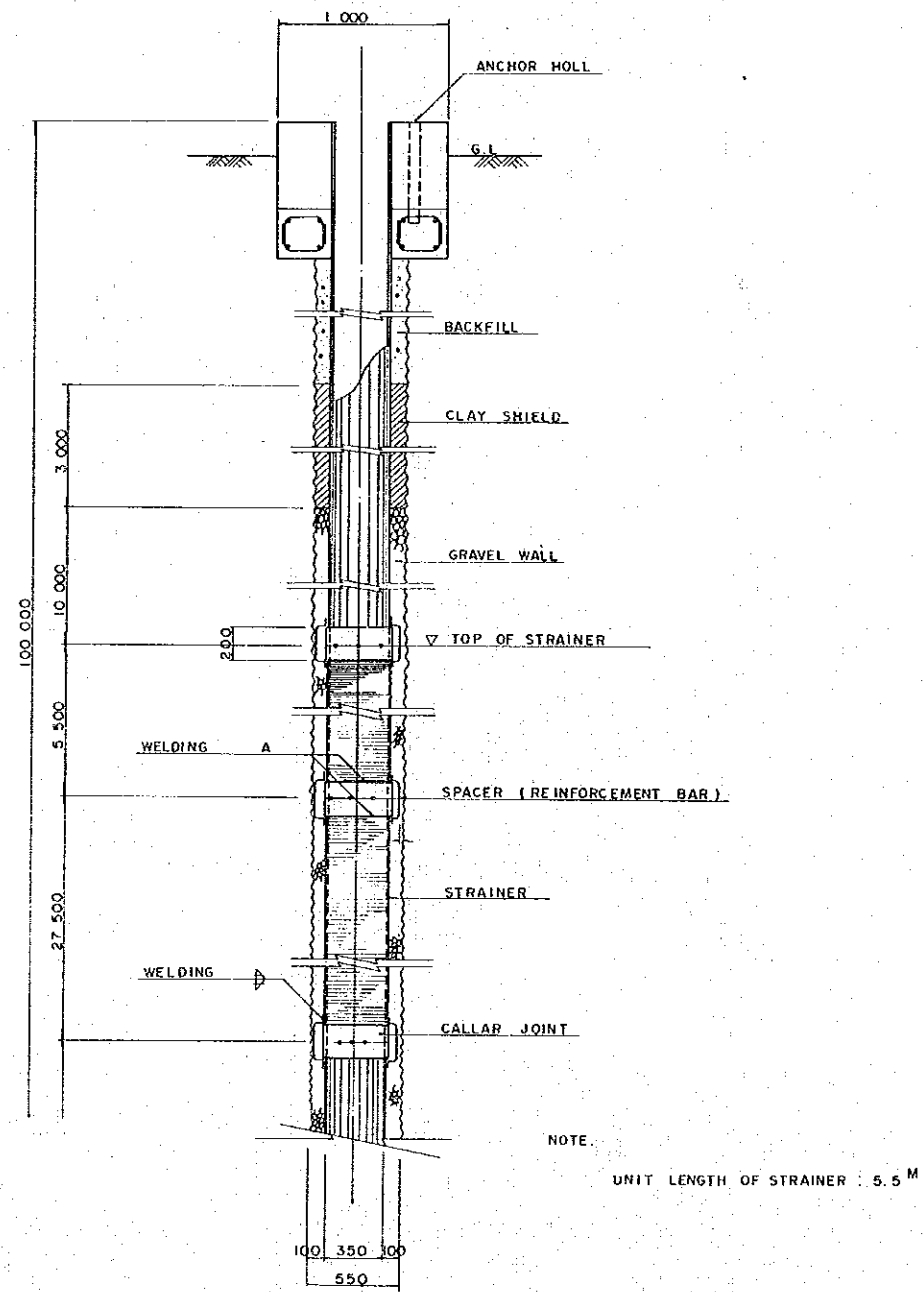 1 000
ANCHOR HOLL
G.L
BACKFILL
CLAY SHIELD
3 000
GRAVEL WALL
10 000
100 000
200
▽ TOP OF STRAINER
5 500
WELDING A
SPACER (REINFORCEMENT BAR)
STRAINER
27 500
WELDING
CALLAR JOINT
NOTE.
UNIT LENGTH OF STRAINER : 5.5 M
100 350 100
550